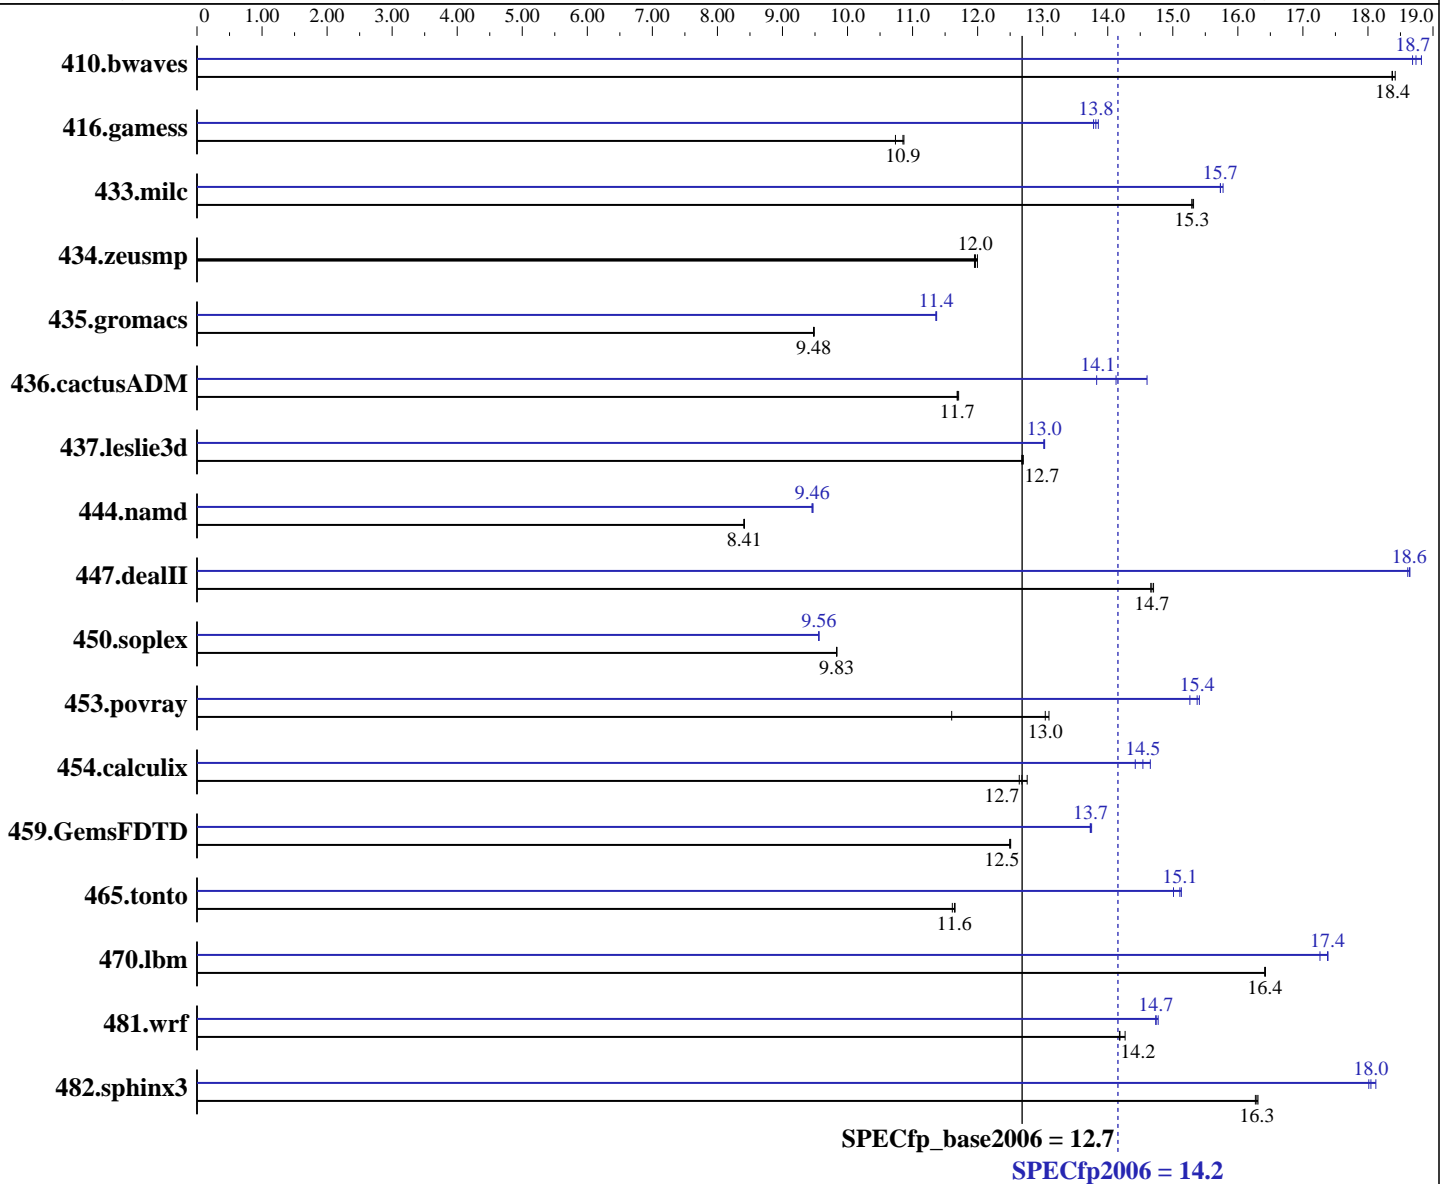 0 1.00 2.00 3.00 4.00 5.00 6.00 7.00 8.00 9.00 10.0 11.0 12.0 13.0 14.0 15.0 16.0 17.0 18.0 19.0
18.7
410.bwaves
18.4
13.8
416.gamess
10.9
15.7
433.milc
15.3
12.0
434.zeusmp
11.4
435.gromacs
9.48
14.1
436.cactusADM
11.7
13.0
437.leslie3d
12.7
9.46
444.namd
8.41
18.6
447.dealII
14.7
9.56
450.soplex
9.83
15.4
453.povray
13.0
14.5
454.calculix
12.7
13.7
459.GemsFDTD
12.5
15.1
465.tonto
11.6
17.4
470.lbm
16.4
14.7
481.wrf
14.2
18.0
482.sphinx3
16.3
SPECfp_base2006 = 12.7
SPECfp2006 = 14.2